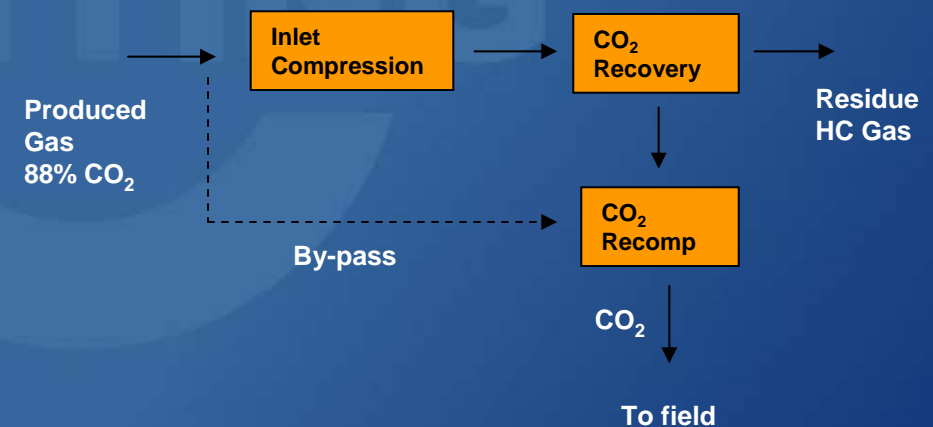 Inlet
Compression
CO₂
Recovery
Produced
Gas
88% CO₂
Residue
HC Gas
CO₂
Recomp
By-pass
CO₂
To field